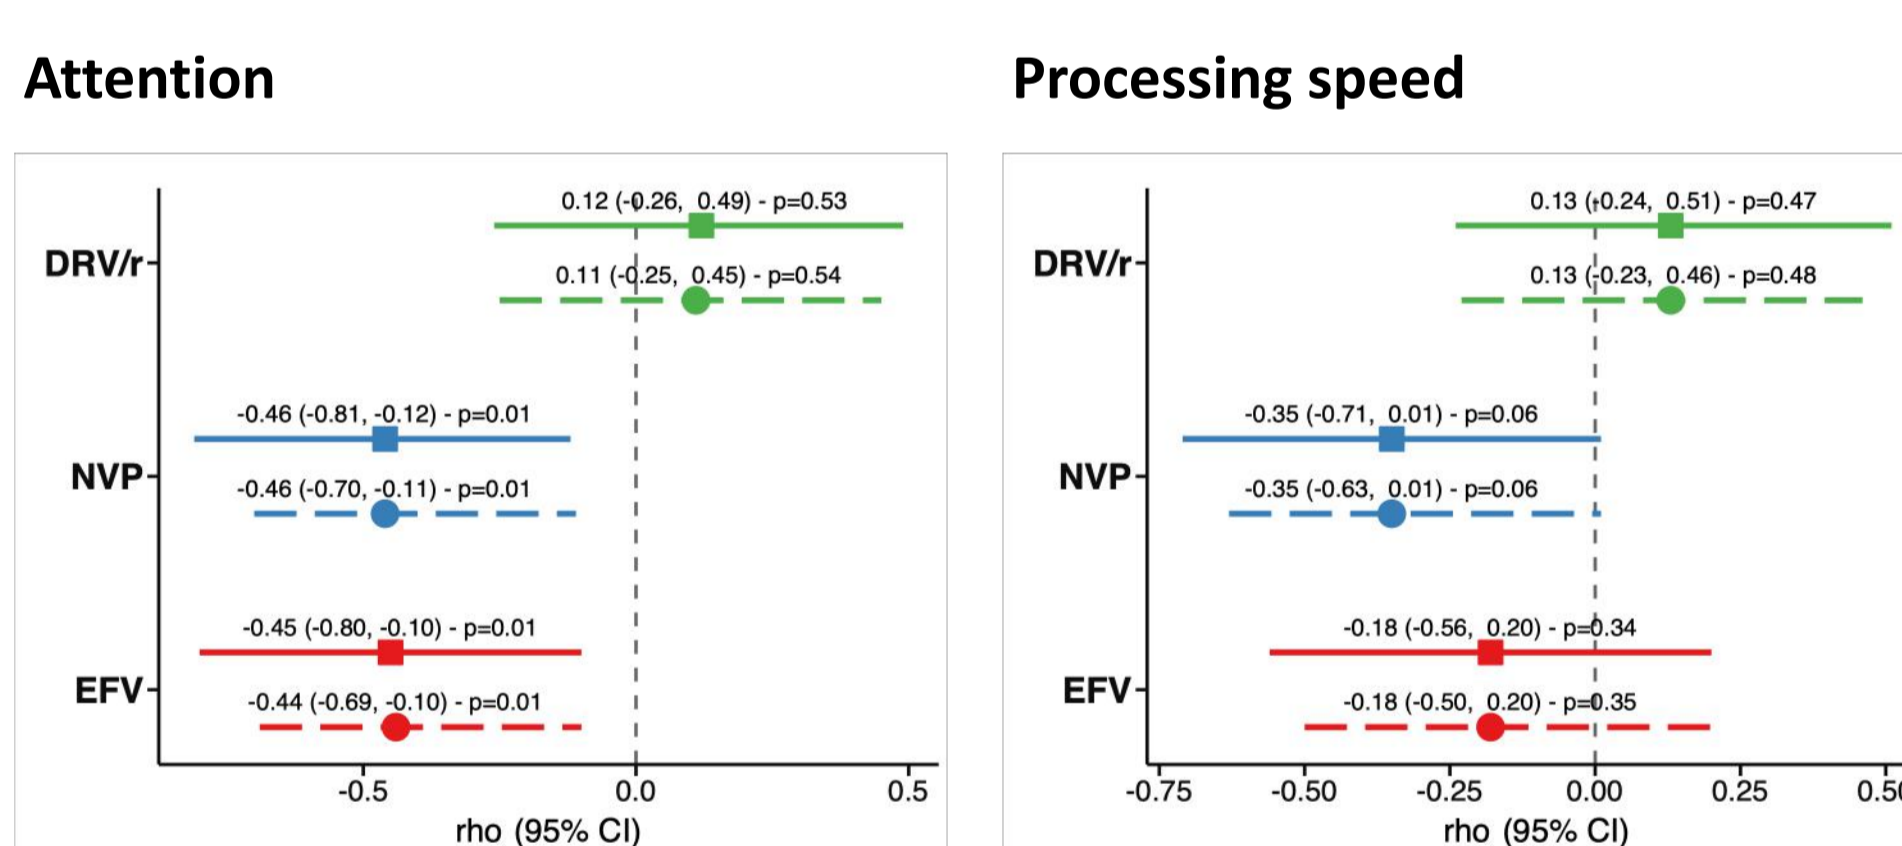 Attention
0.12 (-0.26, 0.49) - p=0.53
DRV/r
0.11 (-0.25, 0.45) - p=0.54
-0.46 (-0.81, -0.12) - p=0.01
NVP
-0.46 (-0.70, -0.11) - p=0.01
-0.45 (-0.80, -0.10) - p=0.01
EFV
-0.44 (-0.69, -0.10) - p=0.01
-0.5 0.0 0.5
rho (95% CI)
Processing speed
0.13 (-0.24, 0.51) - p=0.47
DRV/r
0.13 (-0.23, 0.46) - p=0.48
-0.35 (-0.71, 0.01) - p=0.06
NVP
-0.35 (-0.63, 0.01) - p=0.06
-0.18 (-0.56, 0.20) - p=0.34
EFV
-0.18 (-0.50, 0.20) - p=0.35
-0.75 -0.50 -0.25 0.00 0.25 0.50
rho (95% CI)